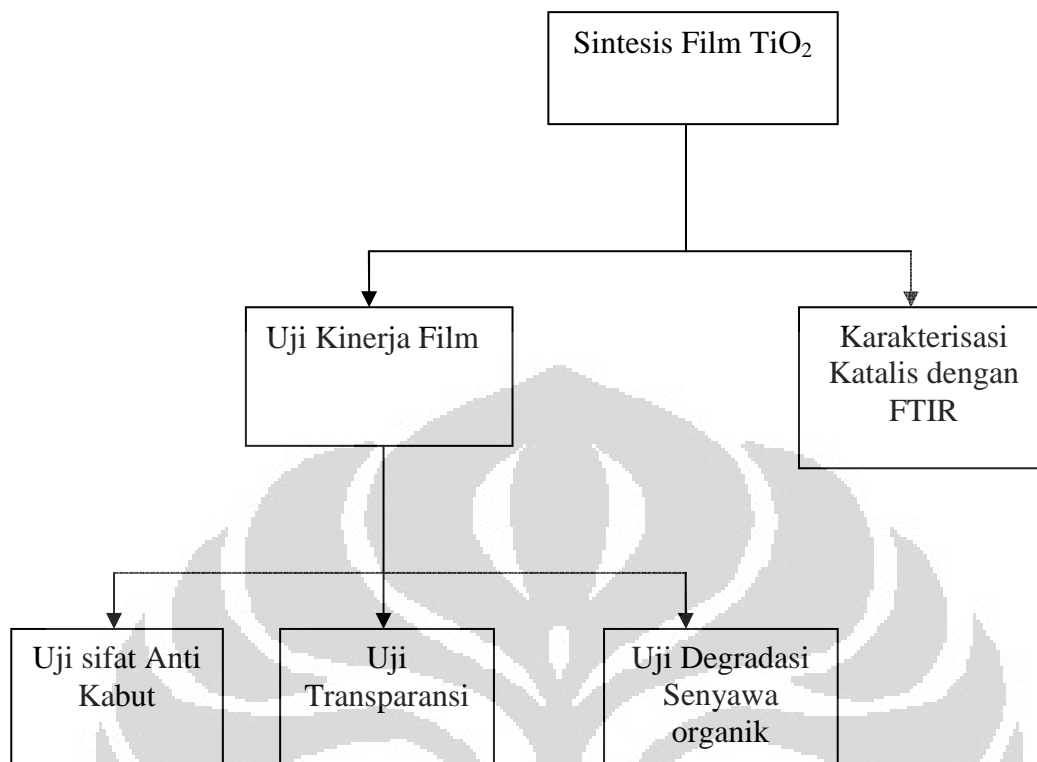 Sintesis Film TiO₂
Uji Kinerja Film
Karakterisasi
Katalis dengan
FTIR
Uji sifat Anti
Kabut
Uji
Transparansi
Uji Degradasi
Senyawa
organik